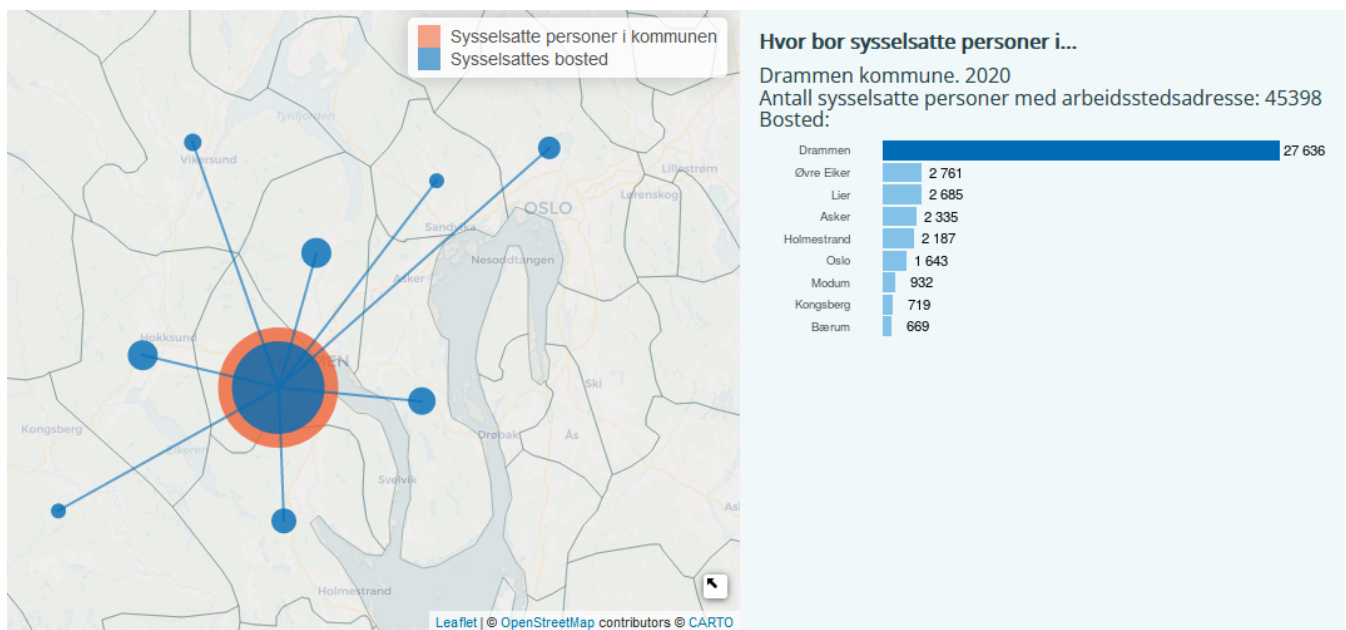 Sysselsatte personer i kommunen
Sysselsattes bosted
Tyrifjorden
Vikersund
Lillestrøm
Lørenskog
OSLO
Sandvika
Nesoddtangen
Asker
Hokksund
MEN
Ski
Kongsberg
Eikeren
Drøbak
Ås
Svelvik
Holmestrand
Leaflet | © OpenStreetMap contributors © CARTO
Hvor bor sysselsatte personer i...
Drammen kommune. 2020
Antall sysselsatte personer med arbeidsstedsadresse: 45398
Bosted:
Drammen 27 636
Øvre Eiker 2 761
Lier 2 685
Asker 2 335
Holmestrand 2 187
Oslo 1 643
Modum 932
Kongsberg 719
Bærum 669